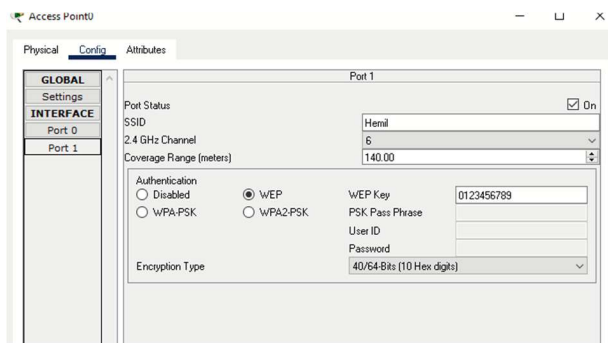 Access Point0
Physical Config Attributes
GLOBAL
Settings
INTERFACE
Port 0
Port 1
Port 1
Port Status On
SSID Hemil
2.4 GHz Channel 6
Coverage Range (meters) 140.00
Authentication
Disabled WEP WEP Key 0123456789
WPA-PSK WPA2-PSK PSK Pass Phrase
User ID
Password
Encryption Type 40/64-Bits (10 Hex digits)